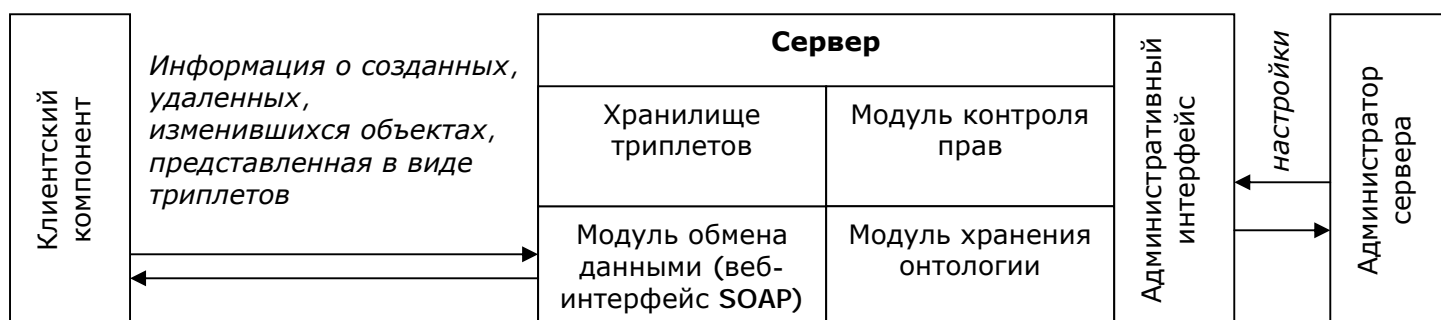 Клиентский
компонент
Информация о созданных,
удаленных,
изменившихся объектах,
представленная в виде
триплетов
Сервер
Хранилище
триплетов
Модуль контроля
прав
Модуль обмена
данными (веб-
интерфейс SOAP)
Модуль хранения
онтологии
Административный
интерфейс
настройки
Администратор
сервера